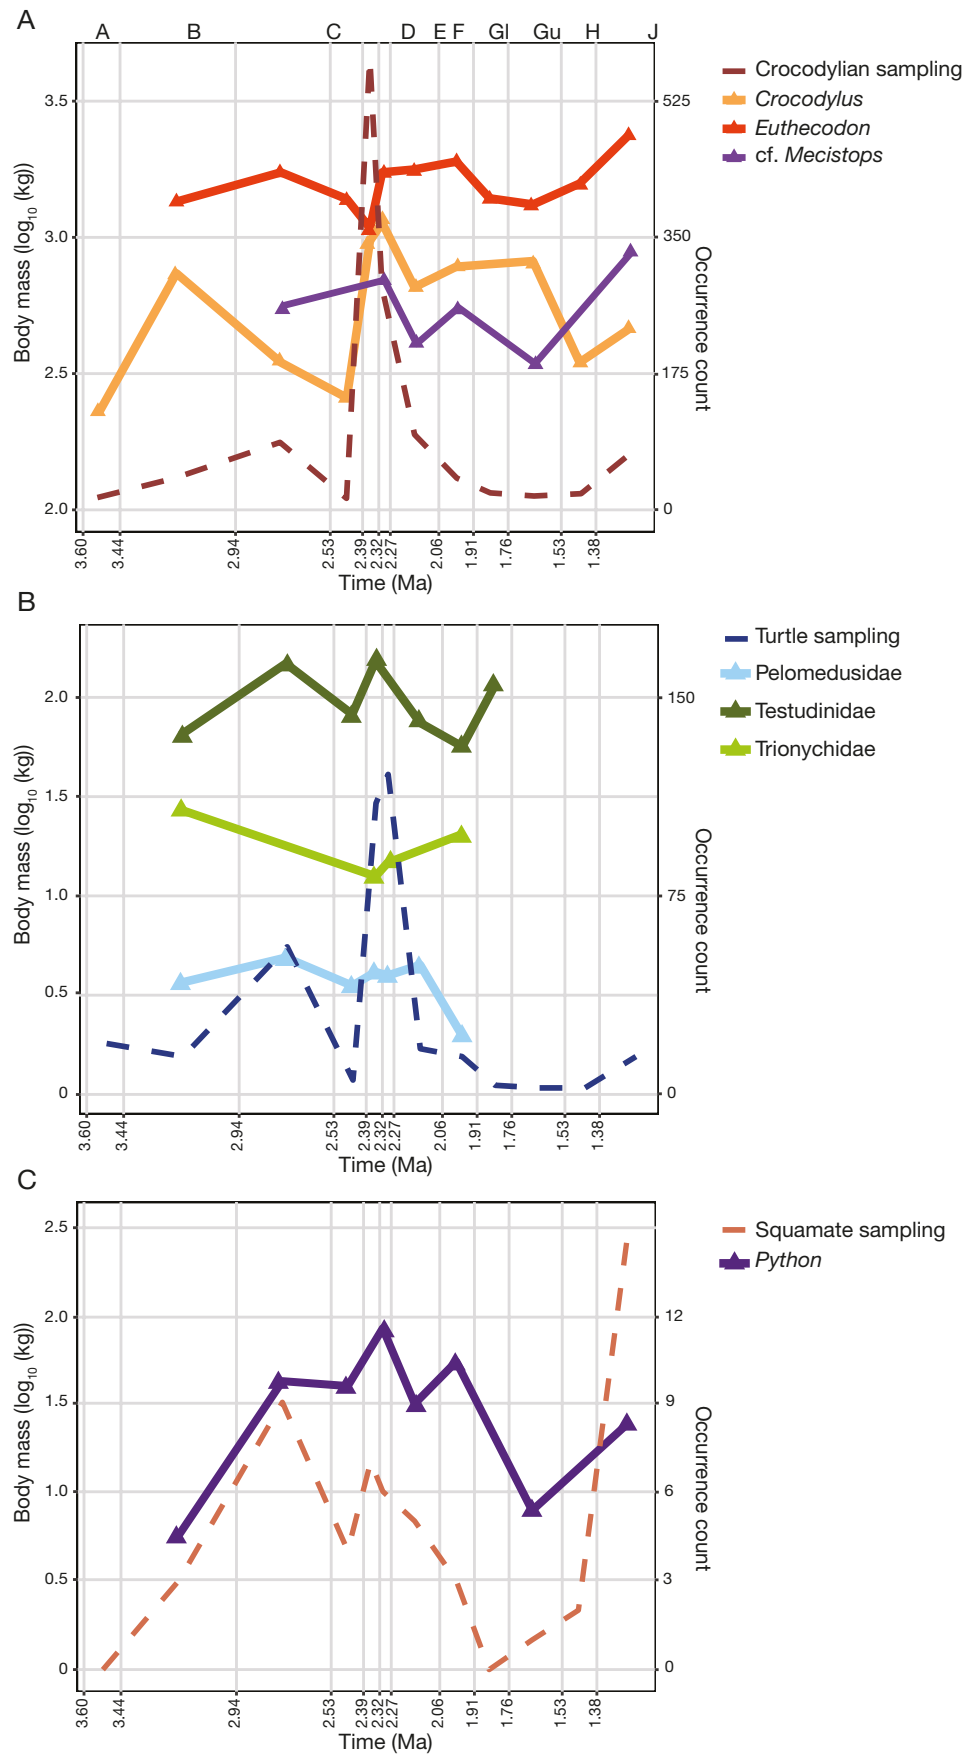 A
A B C D E F Gl Gu H J
3.5
3.0
2.5
2.0
Body mass (log10 (kg))
525
350
175
0
Occurrence count
3.60 3.44 2.94 2.53 2.39 2.32 2.27 2.06 1.91 1.76 1.53 1.38
Time (Ma)
Crocodylian sampling
Crocodylus
Euthecodon
cf. Mecistops
B
2.0
1.5
1.0
0.5
0
Body mass (log10 (kg))
150
75
0
Occurrence count
3.60 3.44 2.94 2.53 2.39 2.32 2.27 2.06 1.91 1.76 1.53 1.38
Time (Ma)
Turtle sampling
Pelomedusidae
Testudinidae
Trionychidae
C
2.5
2.0
1.5
1.0
0.5
0
Body mass (log10 (kg))
12
9
6
3
0
Occurrence count
3.60 3.44 2.94 2.53 2.39 2.32 2.27 2.06 1.91 1.76 1.53 1.38
Time (Ma)
Squamate sampling
Python